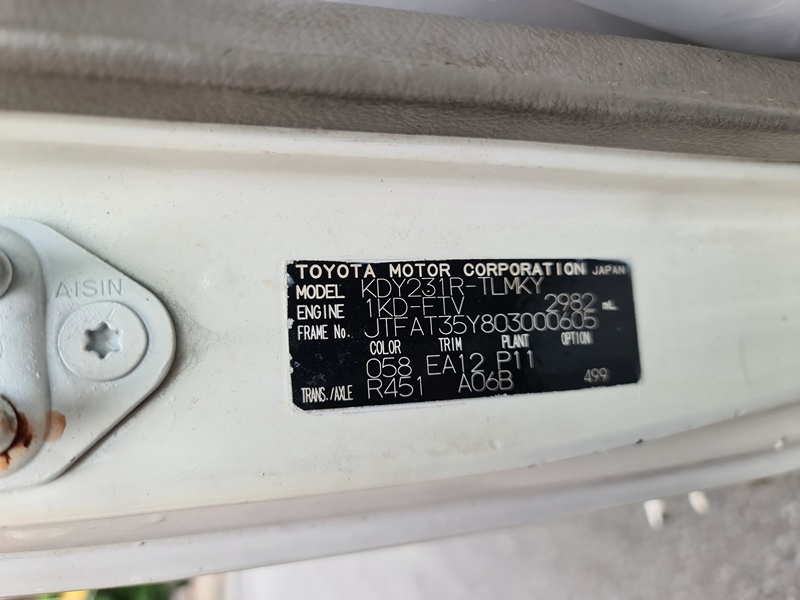 AISIN
TOYOTA MOTOR CORPORATION JAPAN
MODEL KDY231R-TLMKY
ENGINE 1KD-FTV 2982 mL
FRAME No. JTFAT35Y803000605
COLOR TRIM PLANT OPTION
058 EA12 P11
TRANS./AXLE R451 A06B 499